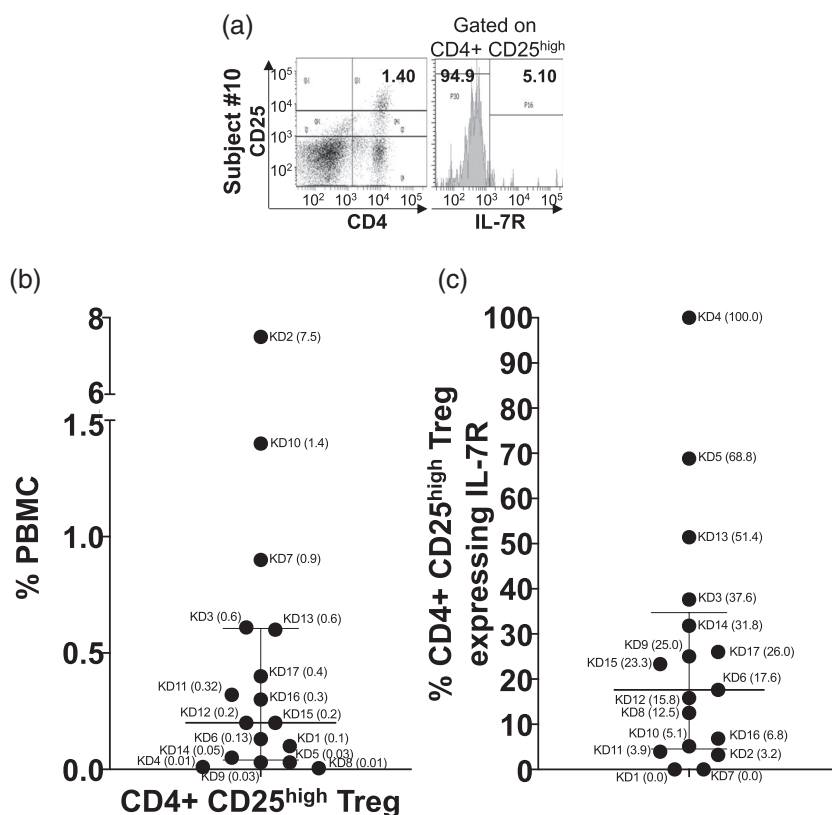 (a)
Gated on
CD4+ CD25high
Subject #10
CD25
10^5
10^4
10^3
10^2
1.40
10^2 10^3 10^4 10^5
CD4
94.9
5.10
P16
10^2 10^3 10^4 10^5
IL-7R
(b)
% PBMC
8
6
1.5
1.0
0.5
0.0
KD2 (7.5)
KD10 (1.4)
KD7 (0.9)
KD3 (0.6)
KD13 (0.6)
KD17 (0.4)
KD11 (0.32)
KD16 (0.3)
KD12 (0.2)
KD15 (0.2)
KD6 (0.13)
KD1 (0.1)
KD14 (0.05)
KD5 (0.03)
KD4 (0.01)
KD8 (0.01)
KD9 (0.03)
CD4+ CD25high Treg
(c)
% CD4+ CD25high Treg
expressing IL-7R
100
90
80
70
60
50
40
30
20
10
0
KD4 (100.0)
KD5 (68.8)
KD13 (51.4)
KD3 (37.6)
KD14 (31.8)
KD9 (25.0)
KD17 (26.0)
KD15 (23.3)
KD6 (17.6)
KD12 (15.8)
KD8 (12.5)
KD10 (5.1)
KD16 (6.8)
KD11 (3.9)
KD2 (3.2)
KD1 (0.0)
KD7 (0.0)